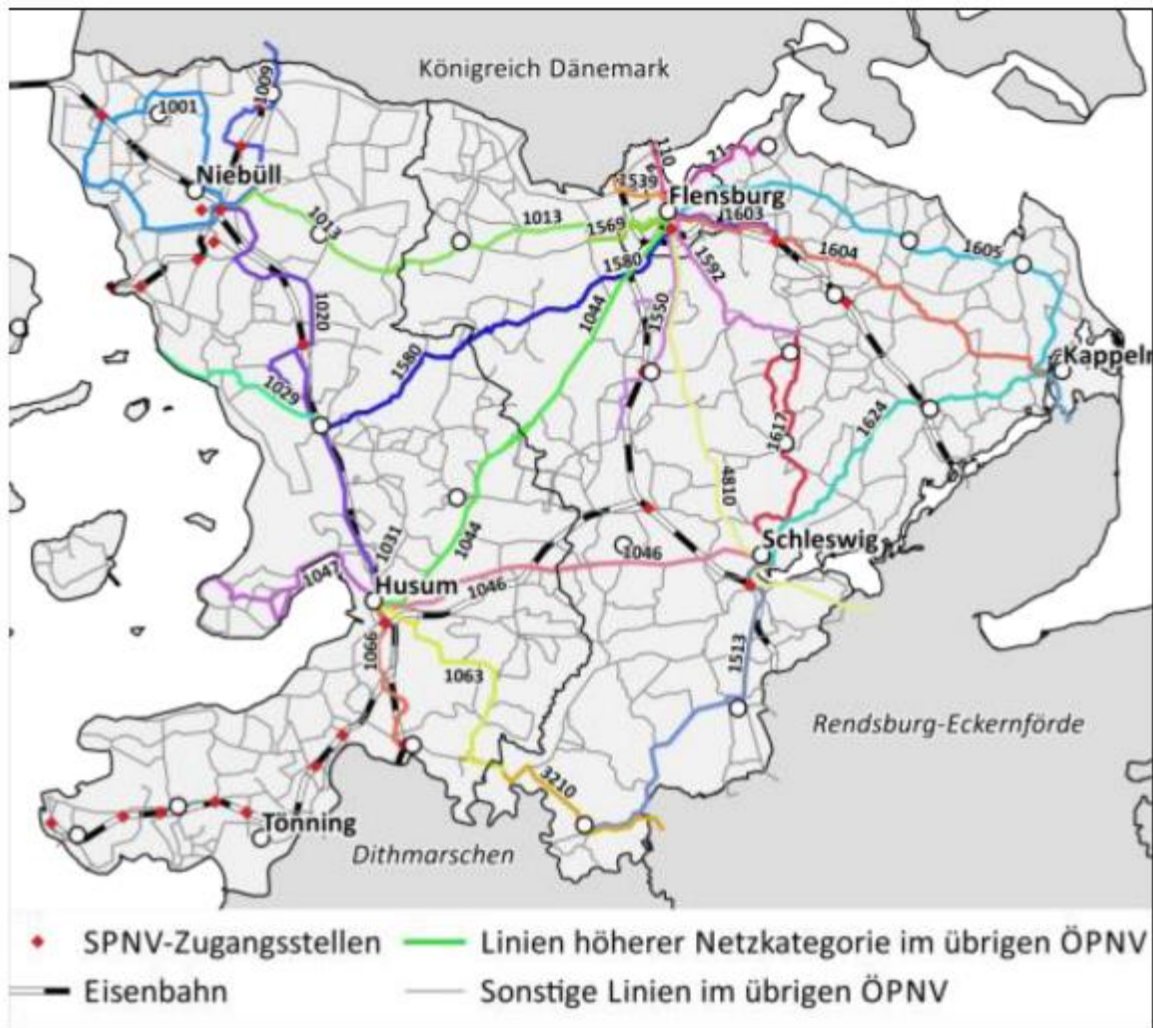 Königreich Dänemark
1009
1001
110
21
1539
Niebüll
Flensburg
1013
1013
1569
1603
1604
1605
1580
1592
1020
1044
1550
1580
1029
Kappeln
1617
1624
4810
1044
1031
1046
Schleswig
1047
Husum
1046
1066
1063
1513
Rendsburg-Eckernförde
3210
Tönning
Dithmarschen
SPNV-Zugangsstellen
Linien höherer Netzkategorie im übrigen ÖPNV
Eisenbahn
Sonstige Linien im übrigen ÖPNV